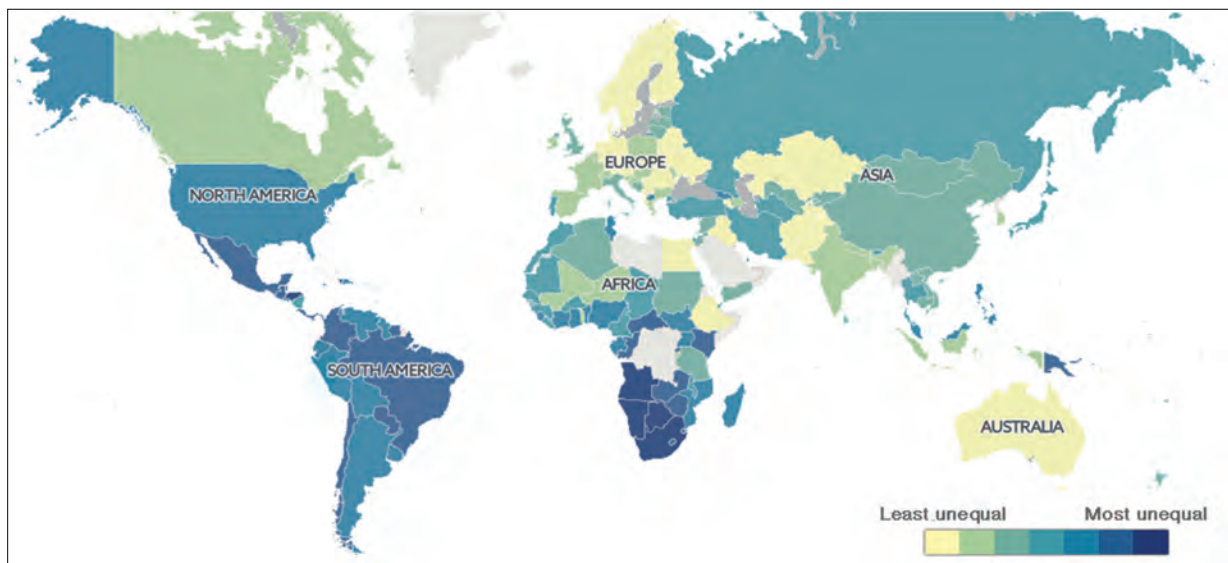 EUROPE
ASIA
NORTH AMERICA
AFRICA
SOUTH AMERICA
AUSTRALIA
Least unequal Most unequal